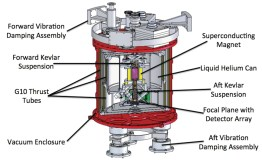 Forward Vibration
Damping Assembly
Forward Kevlar
Suspension
G10 Thrust
Tubes
Vacuum Enclosure
Superconducting
Magnet
Liquid Helium Can
Aft Kevlar
Suspension
Focal Plane with
Detector Array
Aft Vibration
Damping Assembly